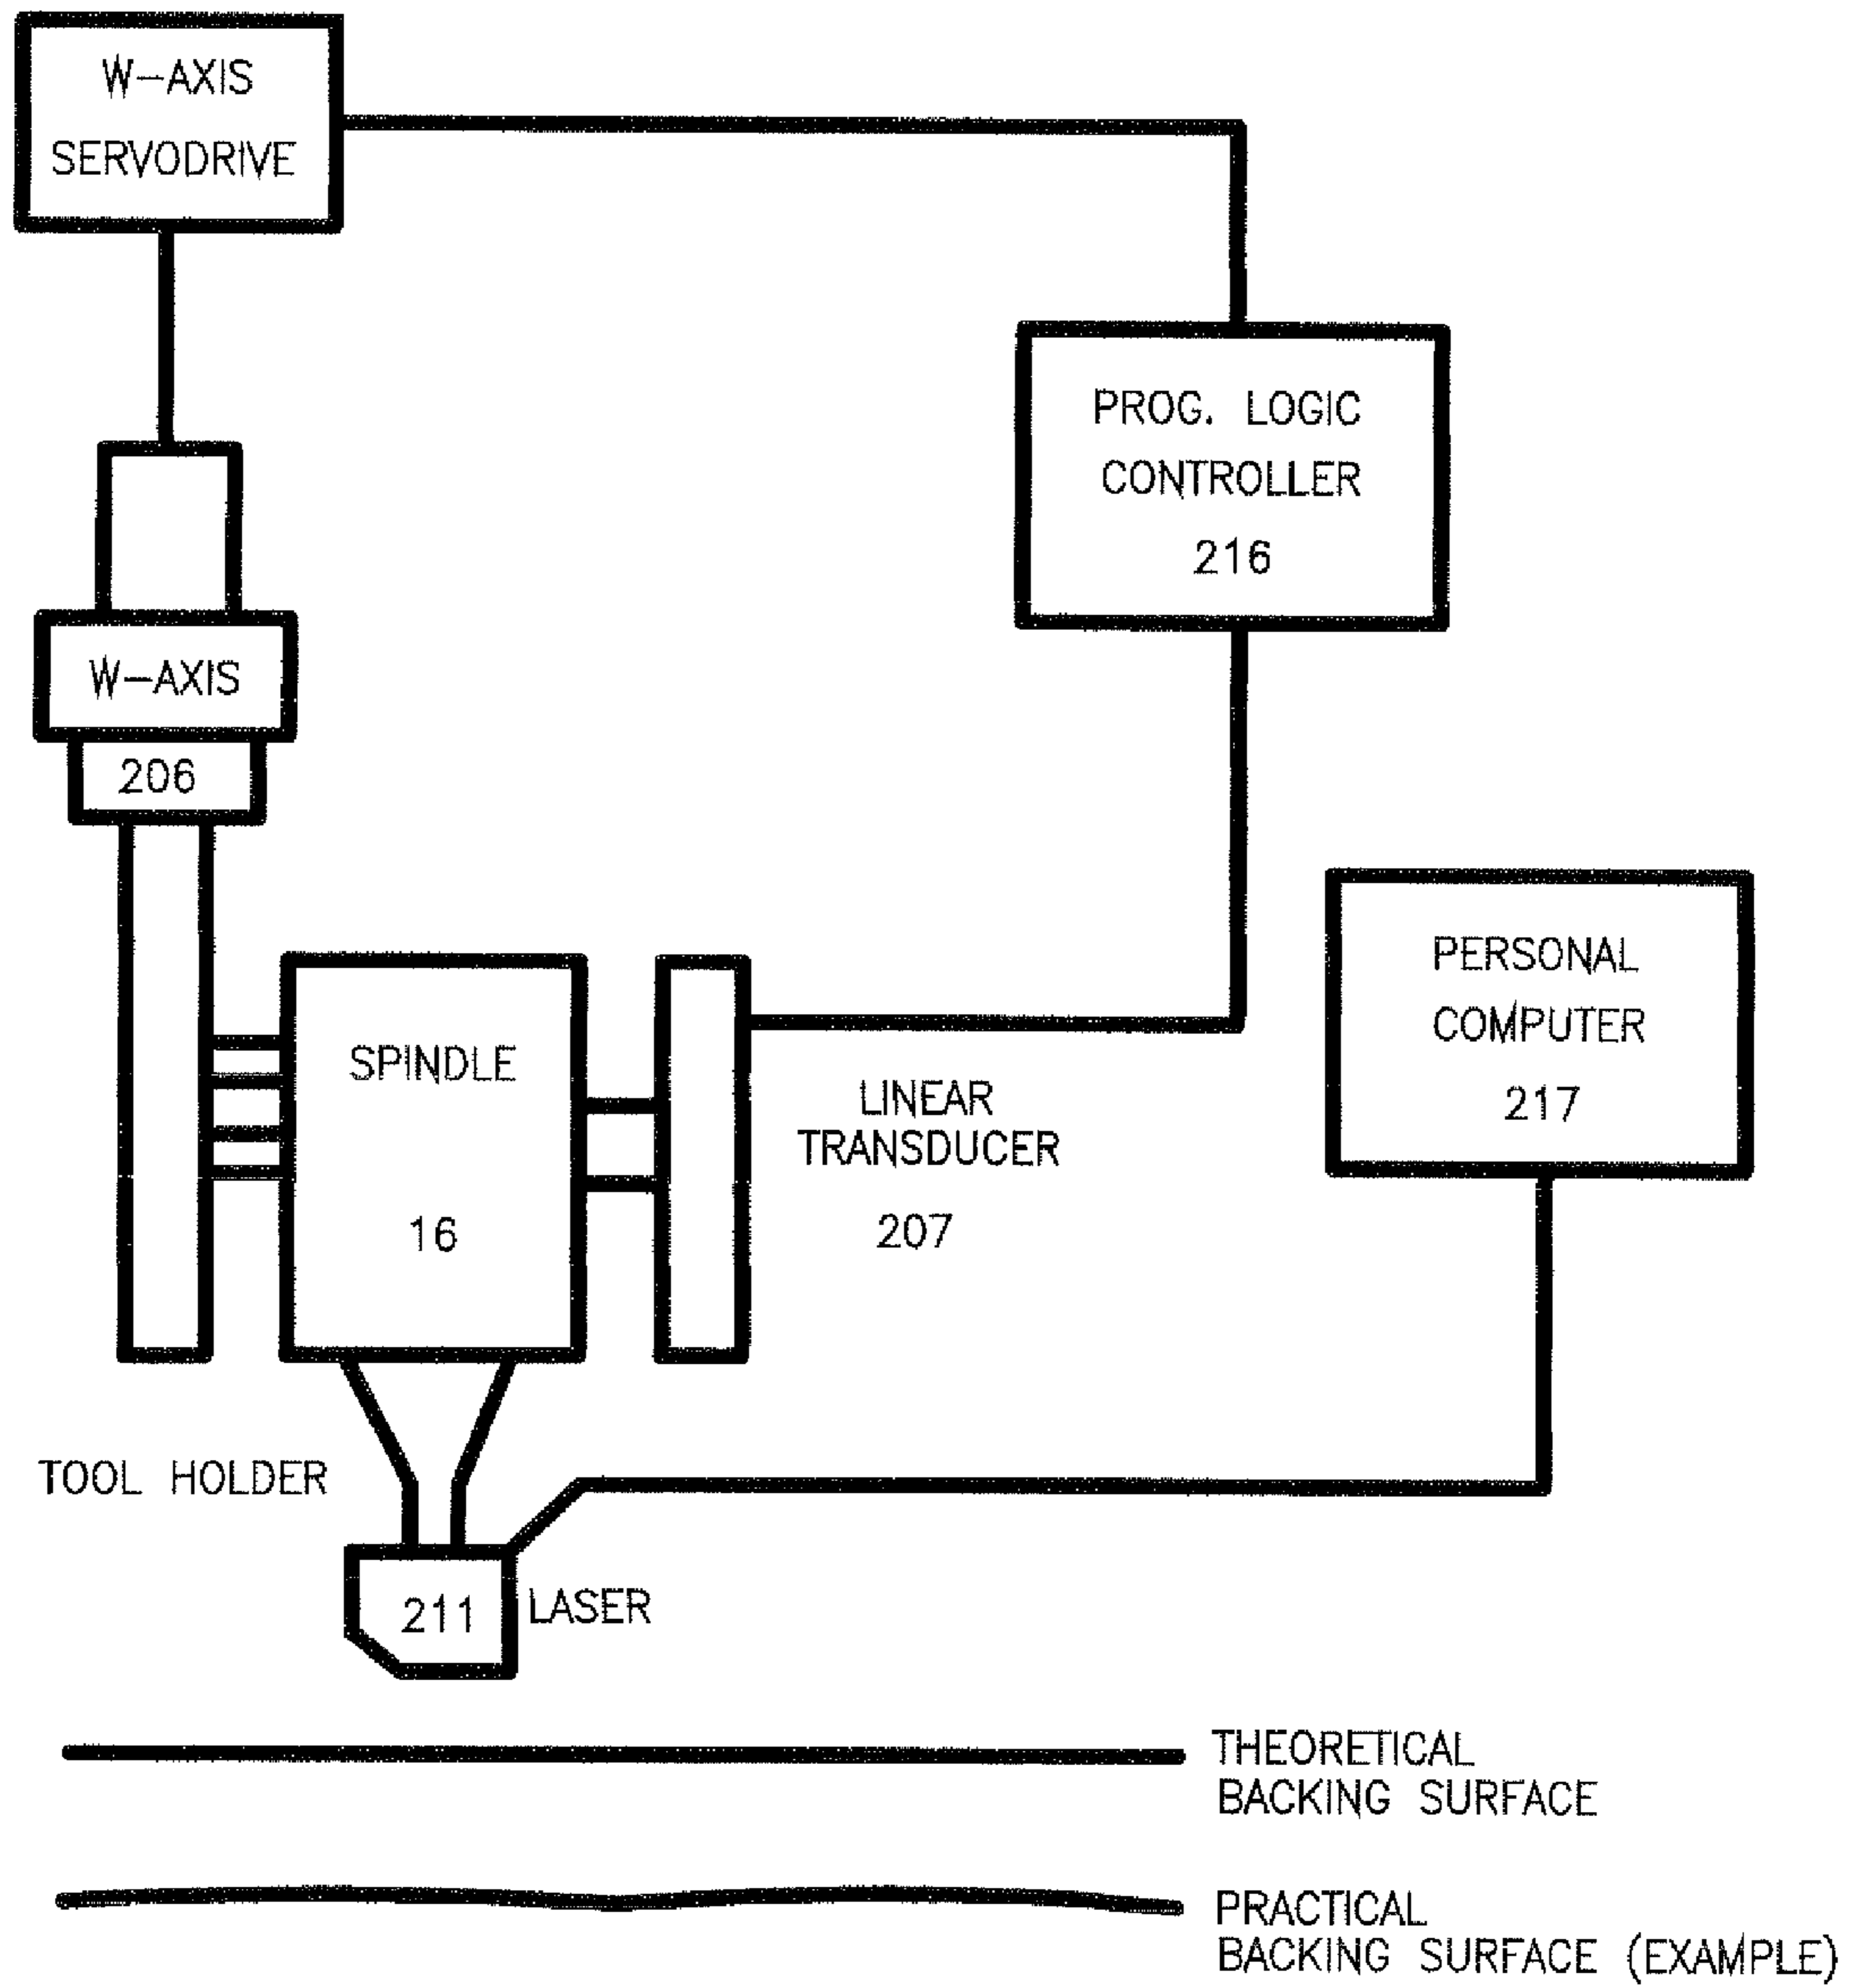 W-AXIS
SERVODRIVE
PROG. LOGIC
CONTROLLER
216
W-AXIS
206
PERSONAL
COMPUTER
217
SPINDLE
16
LINEAR
TRANSDUCER
207
TOOL HOLDER
211
LASER
THEORETICAL
BACKING SURFACE
PRACTICAL
BACKING SURFACE (EXAMPLE)